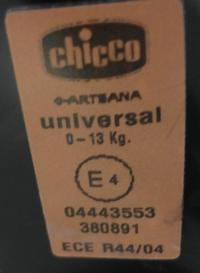 chicco
ARTSANA
universal
0-13 Kg.
E4
04443553
380891
ECE R44/04